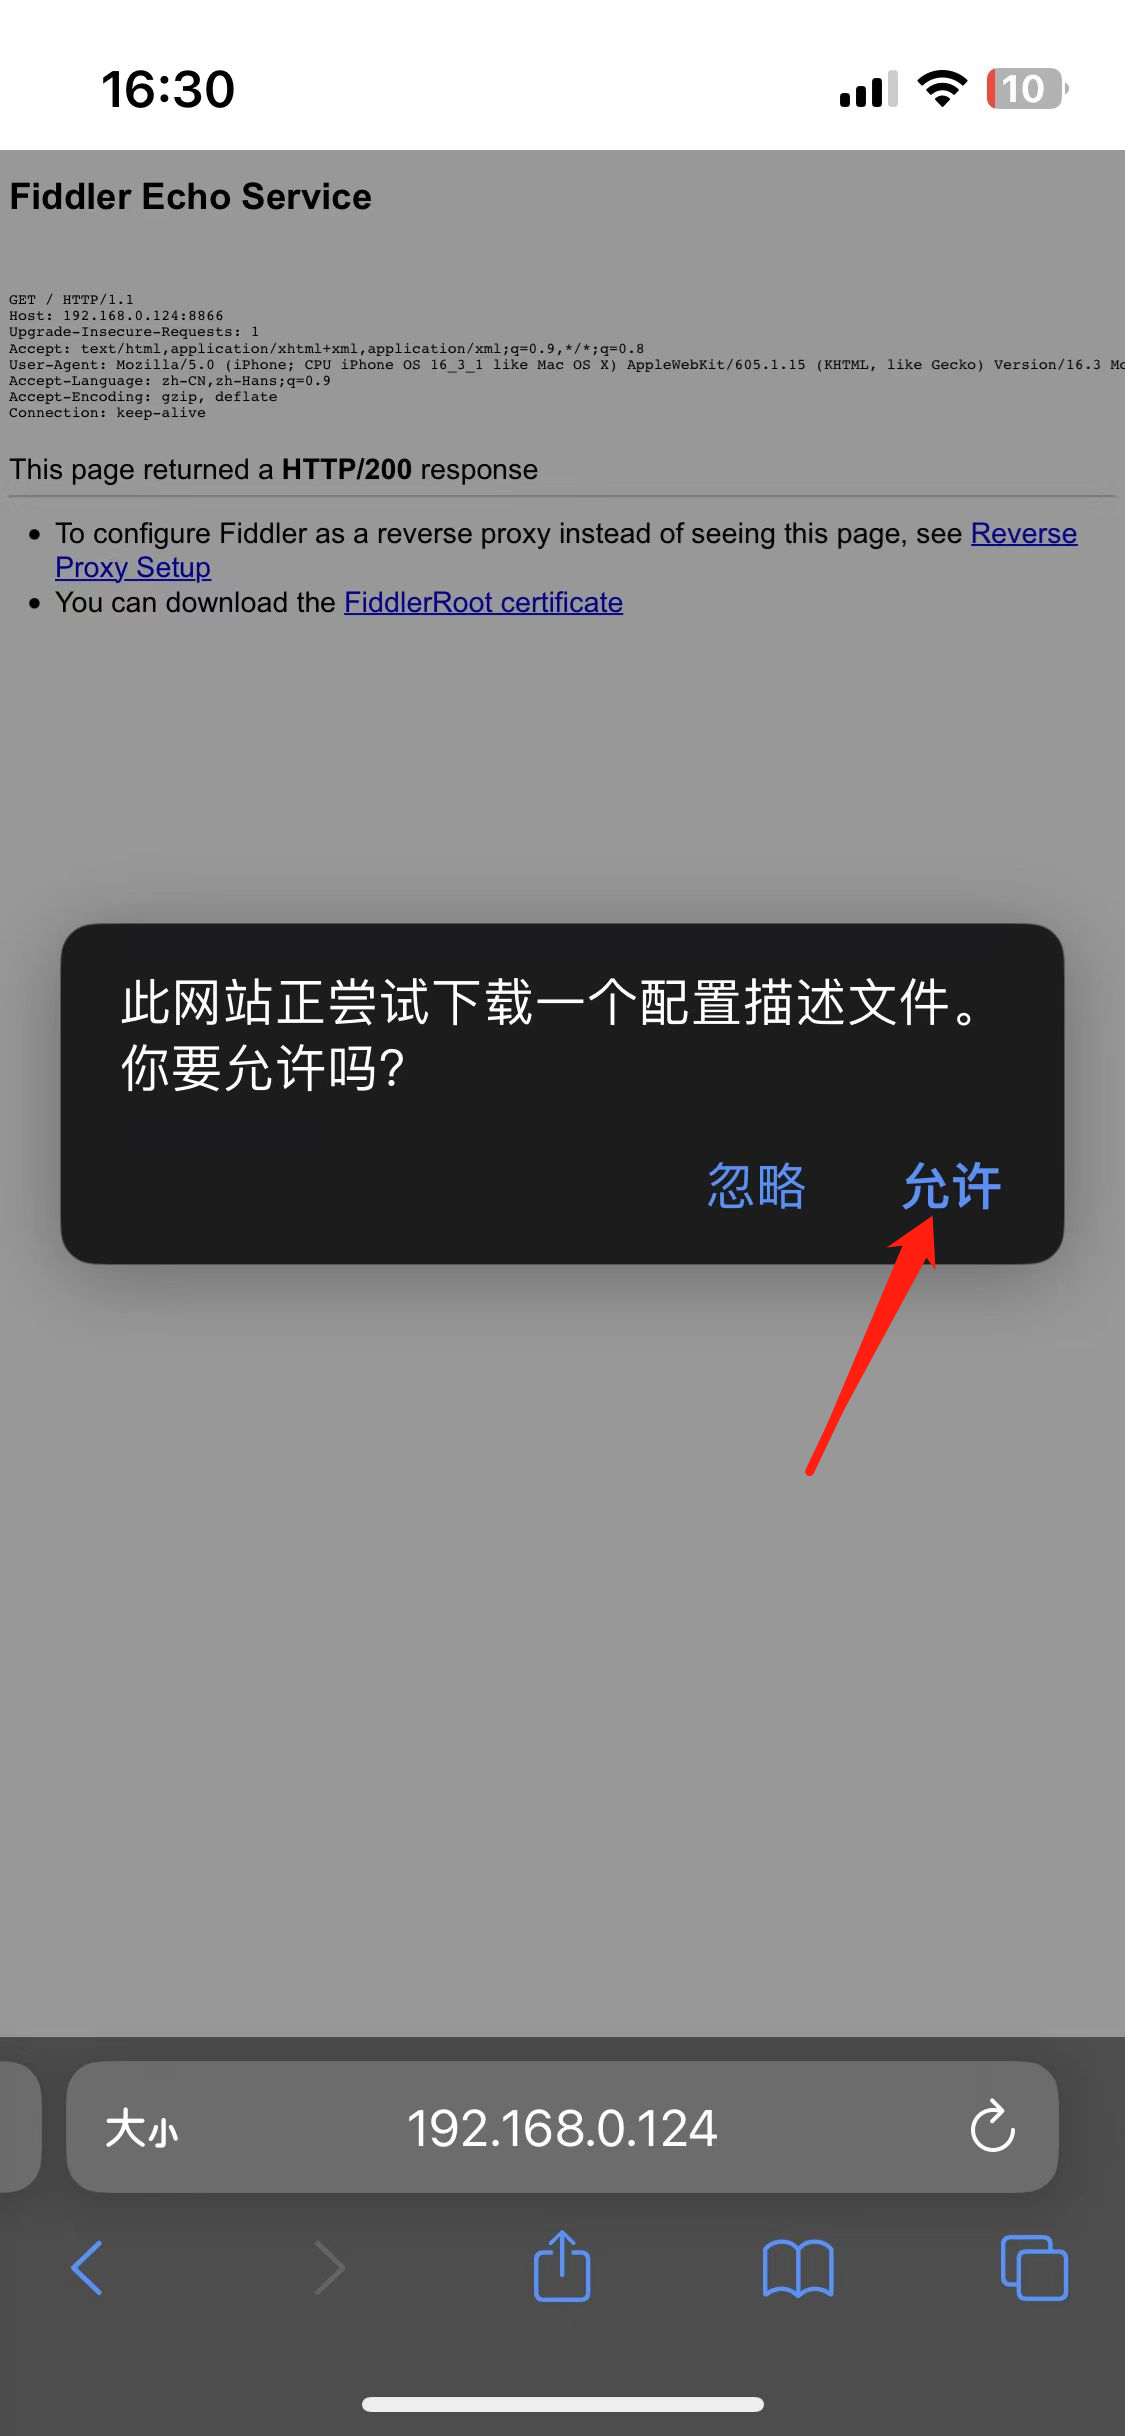 16:30
10
Fiddler Echo Service
GET / HTTP/1.1
Host: 192.168.0.124:8866
Upgrade-Insecure-Requests: 1
Accept: text/html,application/xhtml+xml,application/xml;q=0.9,*/*;q=0.8
User-Agent: Mozilla/5.0 (iPhone; CPU iPhone OS 16_3_1 like Mac OS X) AppleWebKit/605.1.15 (KHTML, like Gecko) Version/16.3 Mo
Accept-Language: zh-CN,zh-Hans;q=0.9
Accept-Encoding: gzip, deflate
Connection: keep-alive
This page returned a HTTP/200 response
To configure Fiddler as a reverse proxy instead of seeing this page, see Reverse
Proxy Setup
You can download the FiddlerRoot certificate
此网站正尝试下载一个配置描述文件。
你要允许吗?
忽略 允许
大小 192.168.0.124